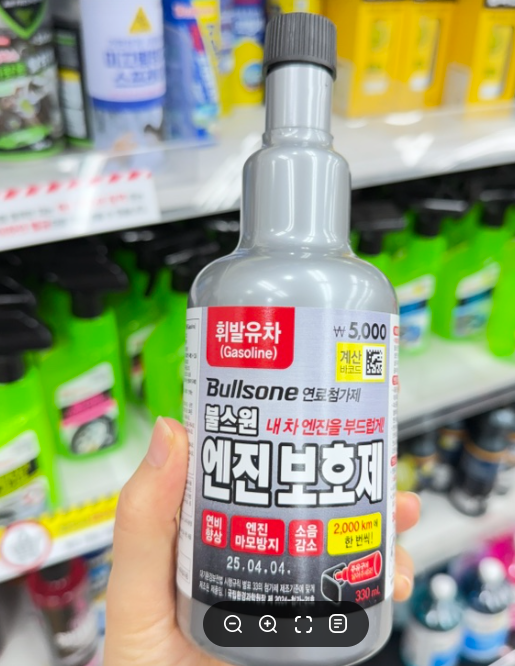 휘발유차
(Gasoline)
₩ 5,000
계산
바코드
Bullsone 연료첨가제
불스원 내 차 엔진을 부드럽게!
엔진보호제
연비
향상
엔진
마모방지
소음
감소
2,000 km 에
한 번씩!
25.04.04.
330 mL